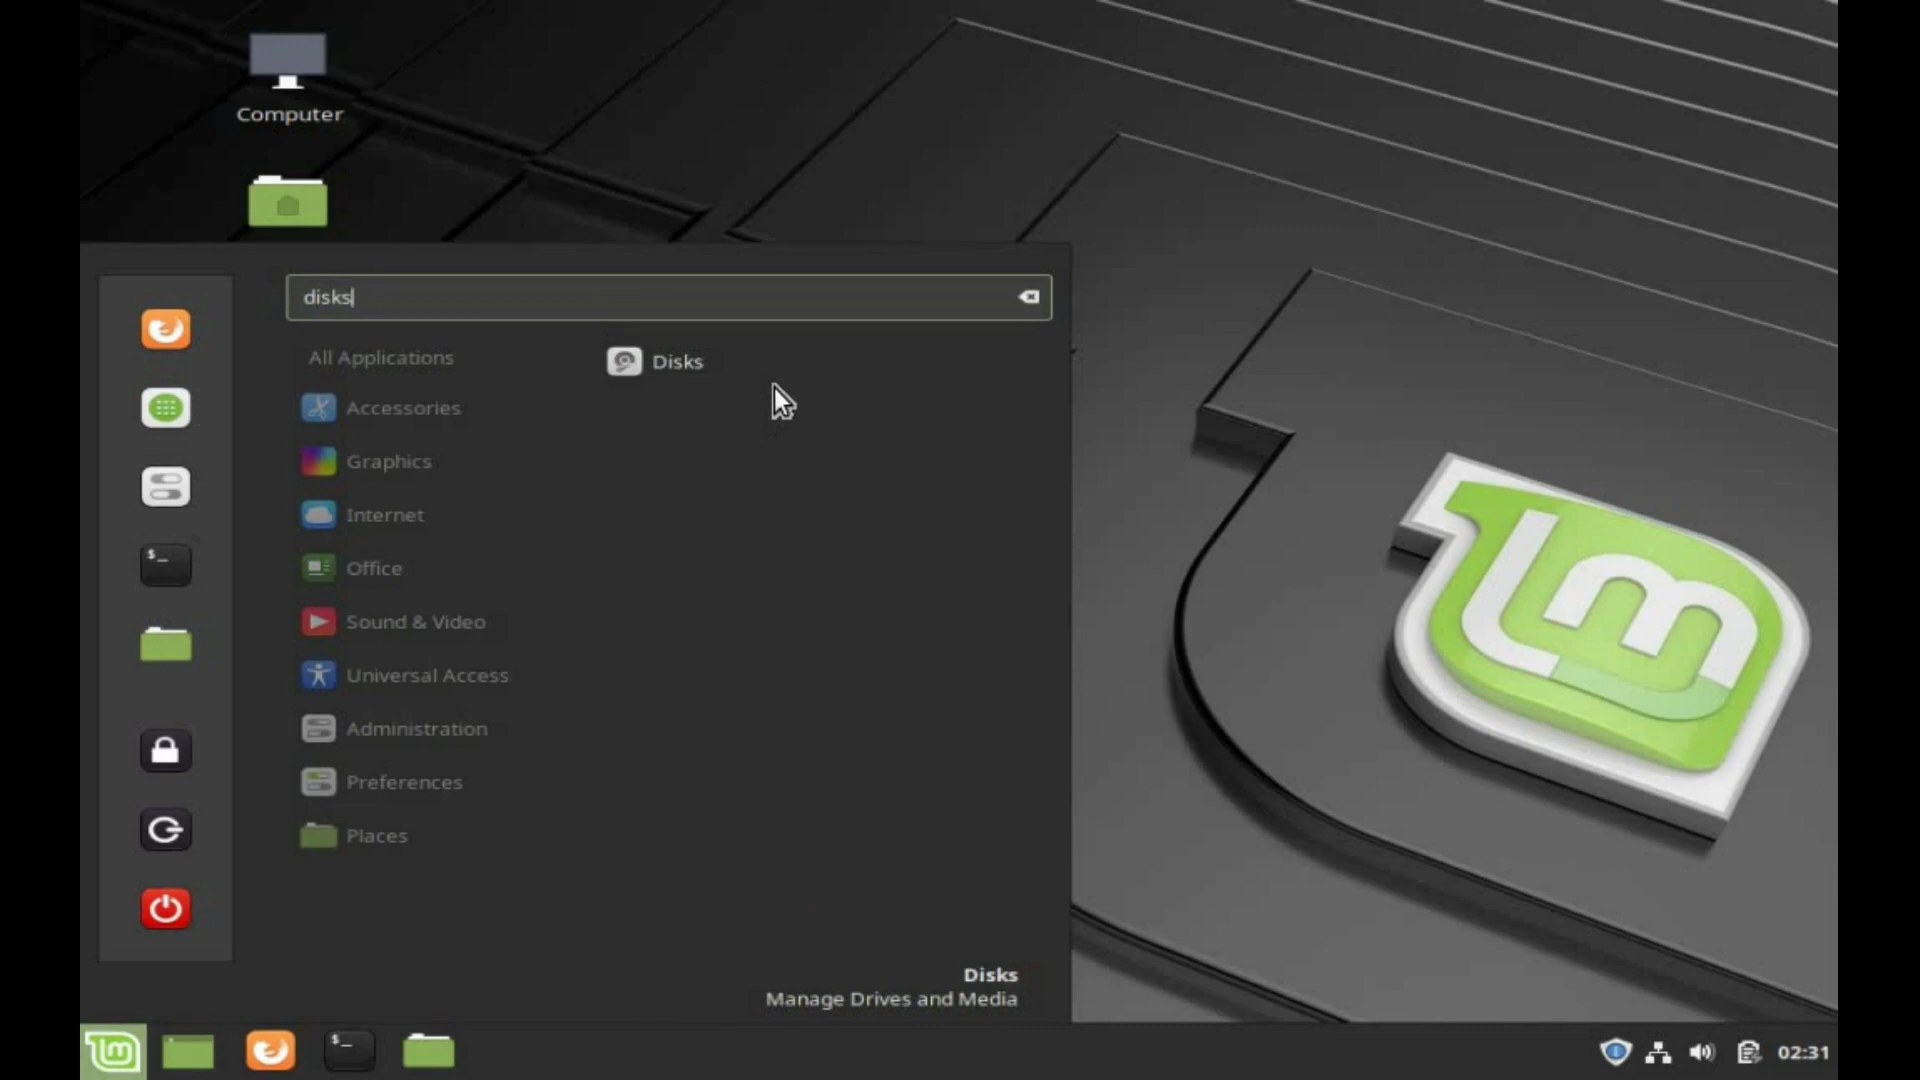 Computer
disks
All Applications
Disks
Accessories
Graphics
Internet
Office
Sound & Video
Universal Access
Administration
Preferences
Places
Disks
Manage Drives and Media
$_
$_
lm
02:31